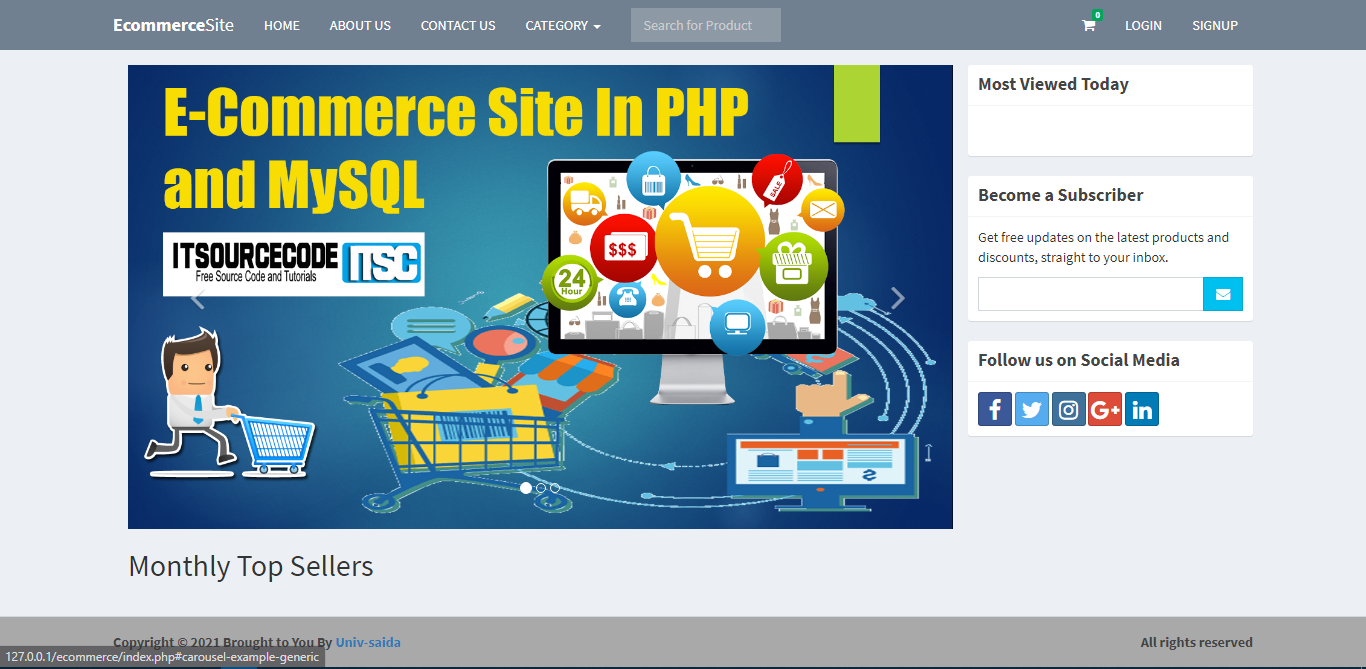 EcommerceSite HOME ABOUT US CONTACT US CATEGORY Search for Product 0 LOGIN SIGNUP
E-Commerce Site In PHP
and MySQL
ITSOURCECODE
Free Source Code and Tutorials
ITSC
SALE
$$$
24
Hour
Most Viewed Today
Become a Subscriber
Get free updates on the latest products and
discounts, straight to your inbox.
Follow us on Social Media
f G+ in
Monthly Top Sellers
Copyright © 2021 Brought to You By Univ-saida All rights reserved
127.0.0.1/ecommerce/index.php#carousel-example-generic